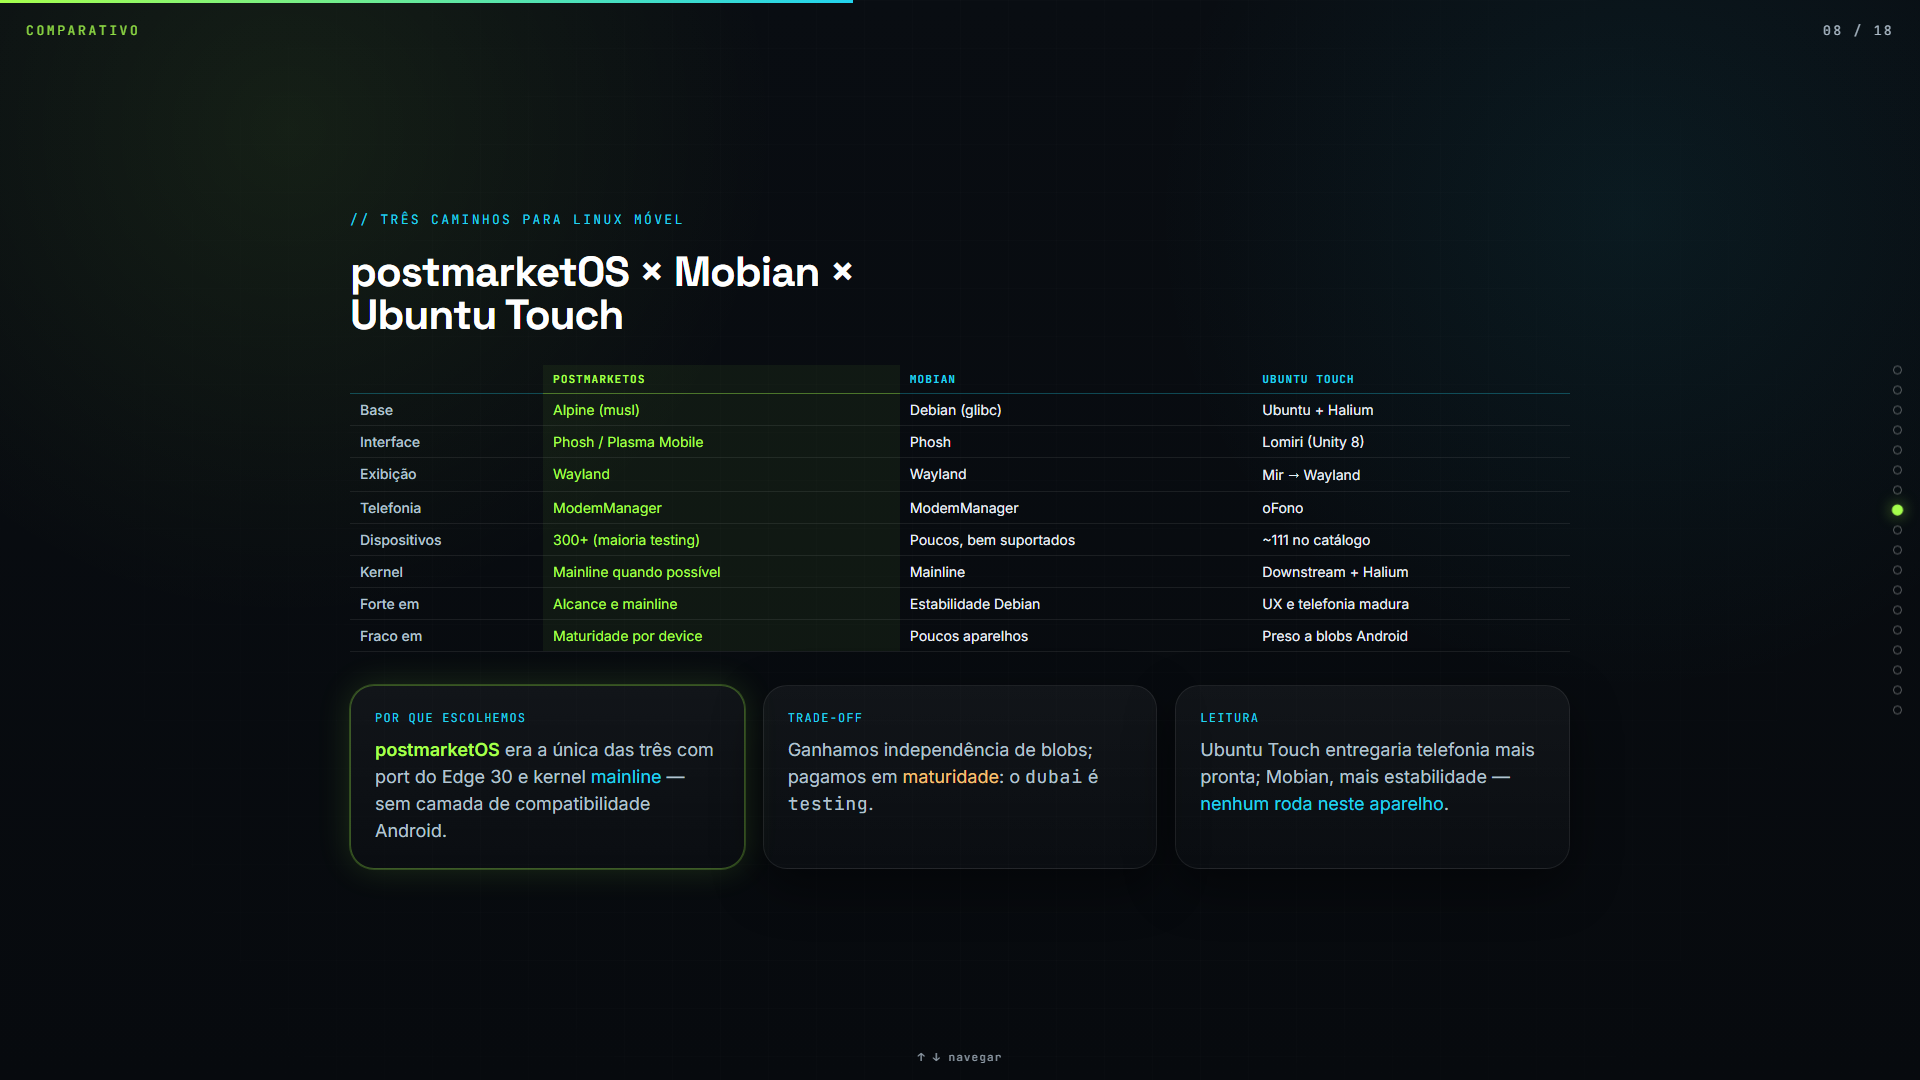 COMPARATIVO
08 / 18
// TRÊS CAMINHOS PARA LINUX MÓVEL
postmarketOS × Mobian ×
Ubuntu Touch
POSTMARKETOS MOBIAN UBUNTU TOUCH
Base Alpine (musl) Debian (glibc) Ubuntu + Halium
Interface Phosh / Plasma Mobile Phosh Lomiri (Unity 8)
Exibição Wayland Wayland Mir → Wayland
Telefonia ModemManager ModemManager oFono
Dispositivos 300+ (maioria testing) Poucos, bem suportados ~111 no catálogo
Kernel Mainline quando possível Mainline Downstream + Halium
Forte em Alcance e mainline Estabilidade Debian UX e telefonia madura
Fraco em Maturidade por device Poucos aparelhos Preso a blobs Android
POR QUE ESCOLHEMOS
postmarketOS era a única das três com
port do Edge 30 e kernel mainline —
sem camada de compatibilidade
Android.
TRADE-OFF
Ganhamos independência de blobs;
pagamos em maturidade: o dubai é
testing.
LEITURA
Ubuntu Touch entregaria telefonia mais
pronta; Mobian, mais estabilidade —
nenhum roda neste aparelho.
↑ ↓ navegar